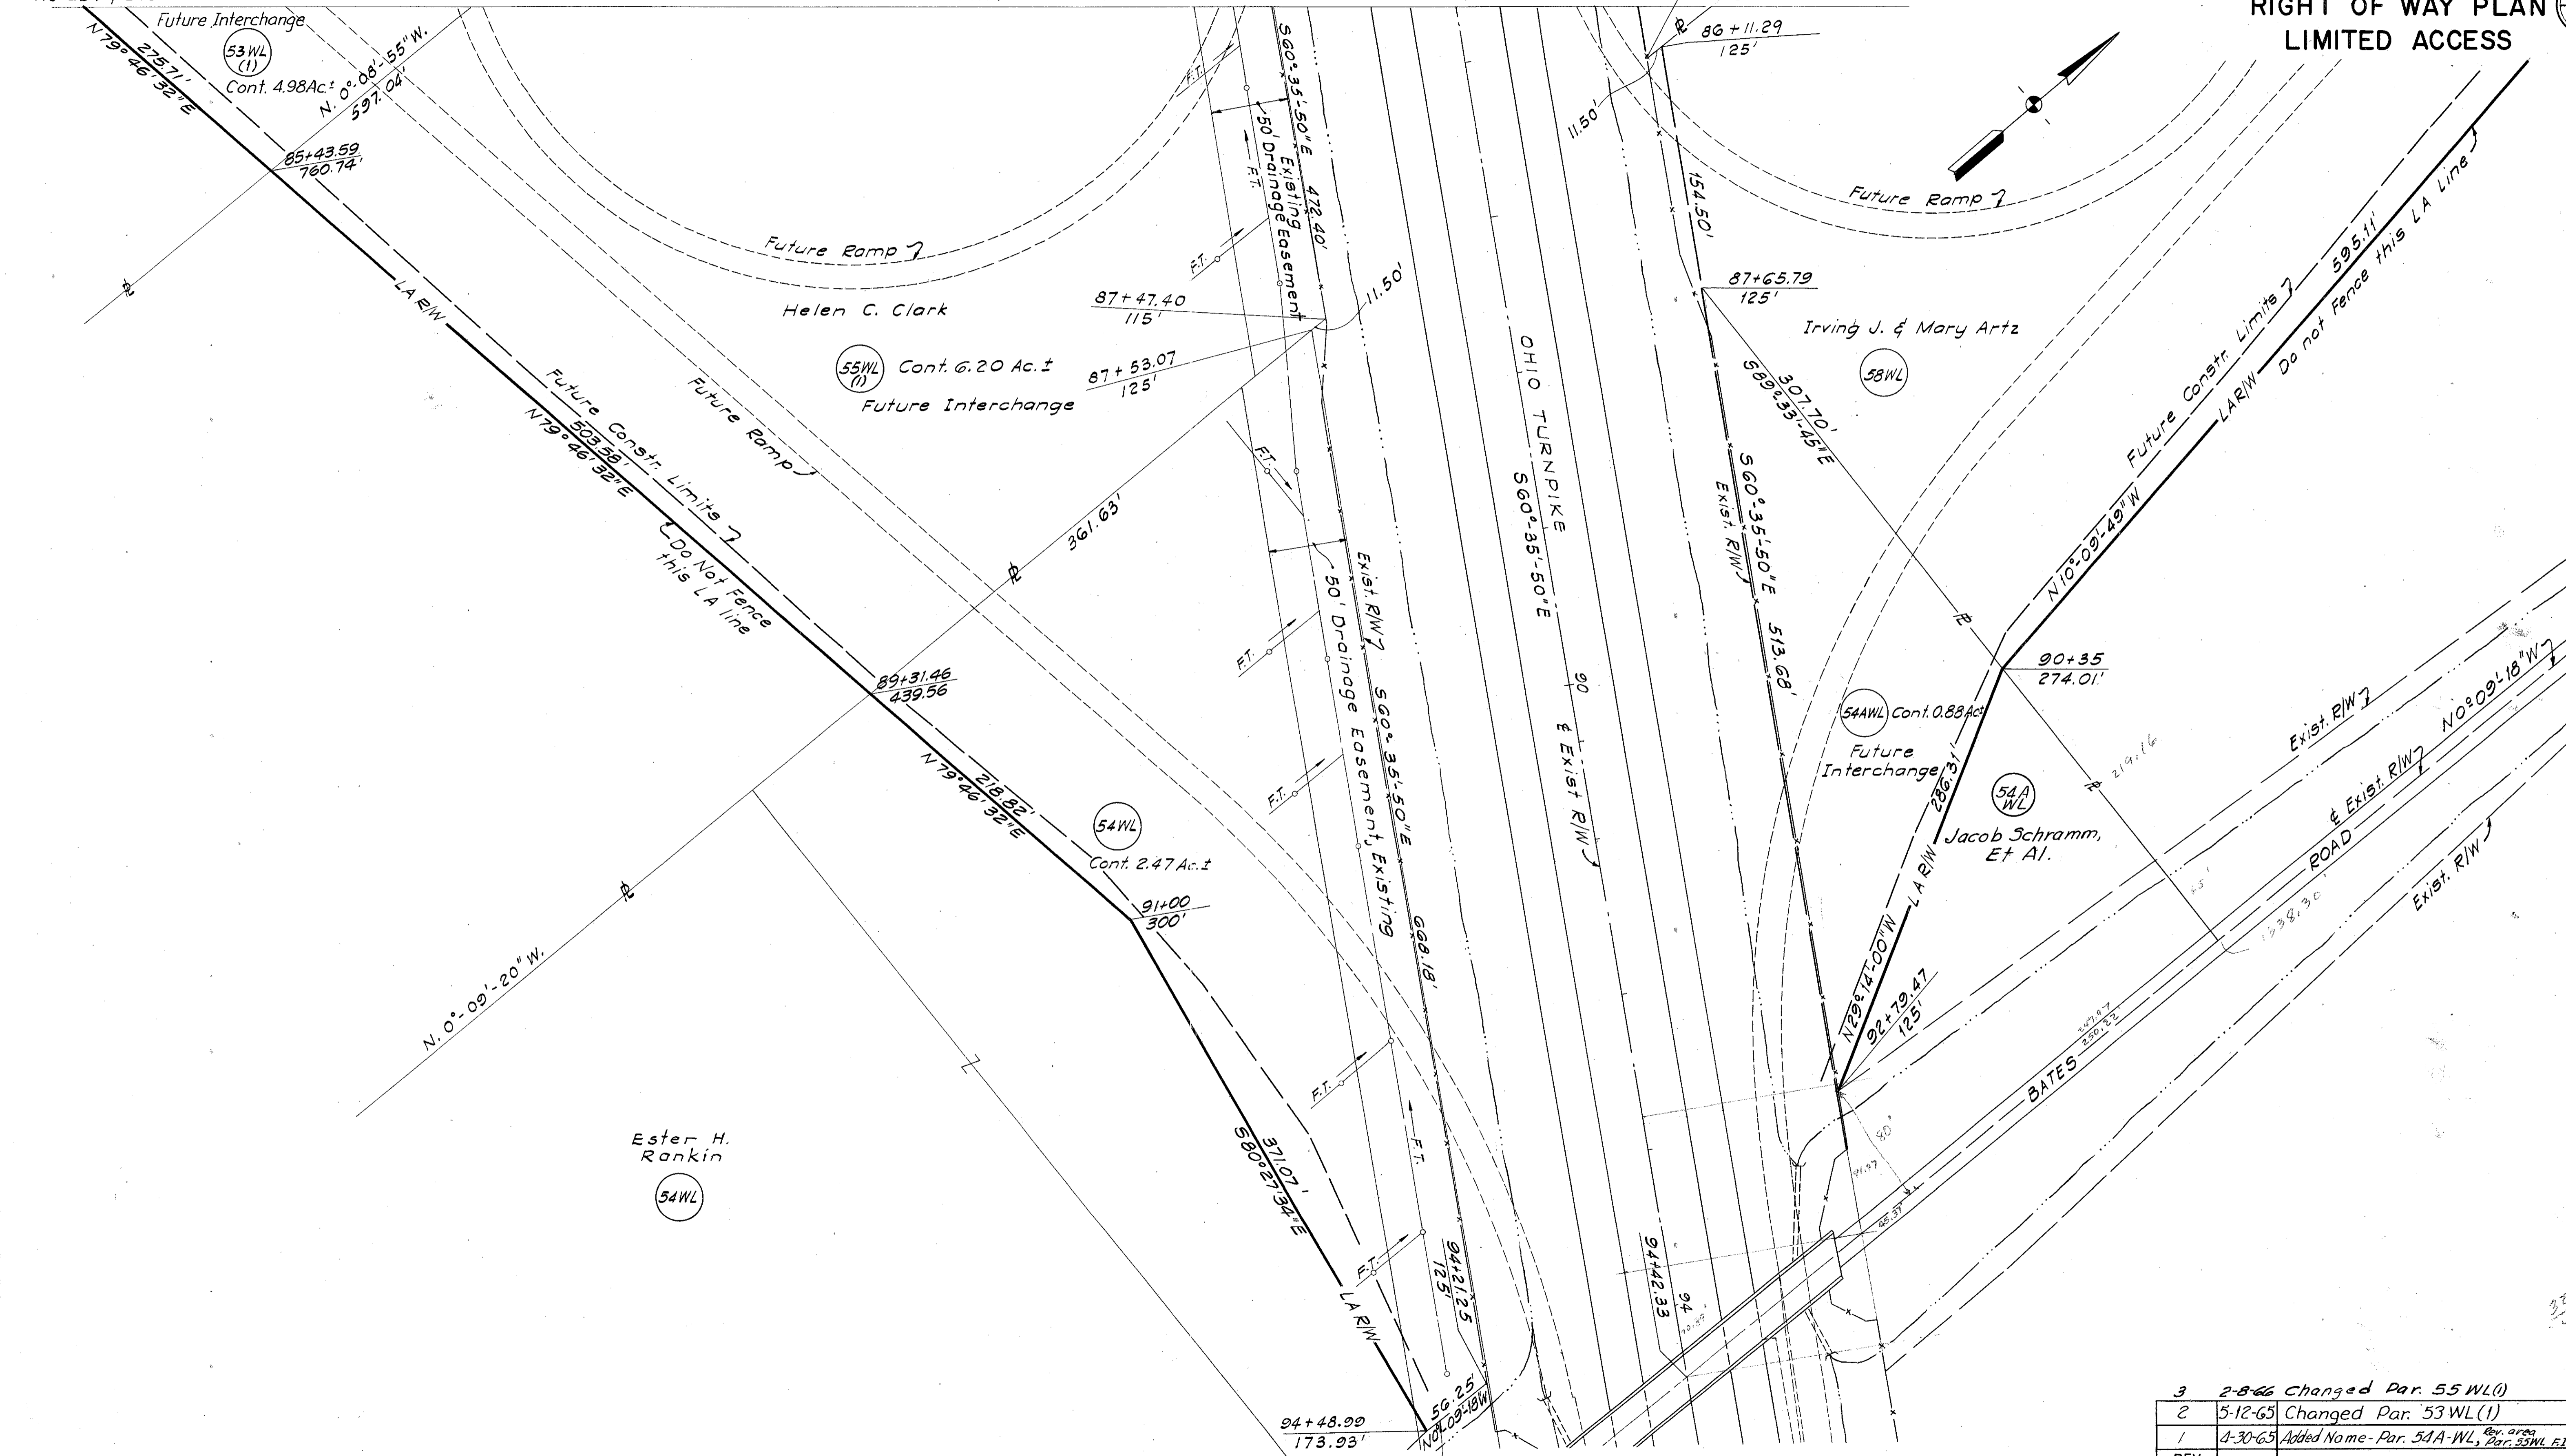 RIGHT OF WAY PLAN
LIMITED ACCESS
Future Interchange
53WL
(1)
Cont. 4.98Ac.±
275.71'
N79°46'32"E
N. 0°-08'-55"W.
597.04'
85+43.59
760.74'
LA R/W
Future Constr. Limits
503.58'
N79°46'32"E
Do Not Fence
this LA line
Future Ramp
Future Ramp
Helen C. Clark
55WL
(1)
Cont. 6.20 Ac. ±
Future Interchange
87+47.40
115'
87+53.07
125'
11.50'
361.63'
89+31.46
439.56
218.82'
N79°46'32"E
54WL
Cont. 2.47 Ac.±
91+00
300'
N. 0°-09'-20" W.
Ester H.
Rankin
54WL
371.07'
S80°27'34"E
LA R/W
94+48.99
173.93'
56.25'
N0°-09'-18W
94+21.25
125'
F.T.
F.T.
F.T.
F.T.
F.T.
F.T.
F.T.
F.T.
F.T.
F.T.
S60°-35'-50"E 472.40'
50' Drainage Easement
Existing
50' Drainage Easement, Existing
Exist. R/W
S60°-35'-50"E 668.18'
OHIO TURNPIKE
S60°-35'-50"E
90
℄ Exist R/W
94+42.33
94
86+11.29
125'
11.50'
154.50'
87+65.79
125'
Irving J. & Mary Artz
58WL
307.70'
S89°-33'-45"E
S60°-35'-50"E 513.68'
Exist. R/W
Future Ramp
Future Constr. Limits
595.11'
Do not Fence this LA Line
LA R/W
N10°-09'-49"W
90+35
274.01'
54AWL
Cont. 0.88Ac±
Future
Interchange
286.31'
54A
WL
Jacob Schramm,
Et Al.
LA R/W
N29°-14'-00"W
92+79.47
125'
219.16
Exist. R/W
N0°09'-18"W
℄ Exist. R/W
BATES
ROAD
Exist. R/W
80'
45.37
3 2-8-66 Changed Par. 55 WL(1)
2 5-12-65 Changed Par. 53WL(1)
1 4-30-65 Added Name-Par. 54A-WL, Rev. area Par. 55WL